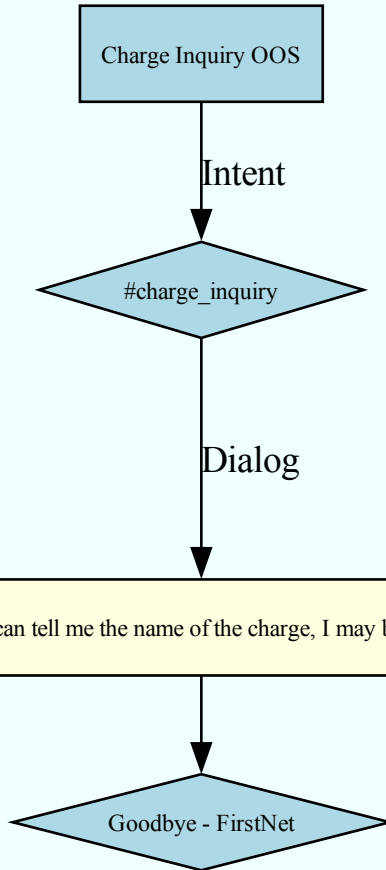 Charge Inquiry OOS
Intent
#charge_inquiry
Dialog
can tell me the name of the charge, I may
Goodbye - FirstNet